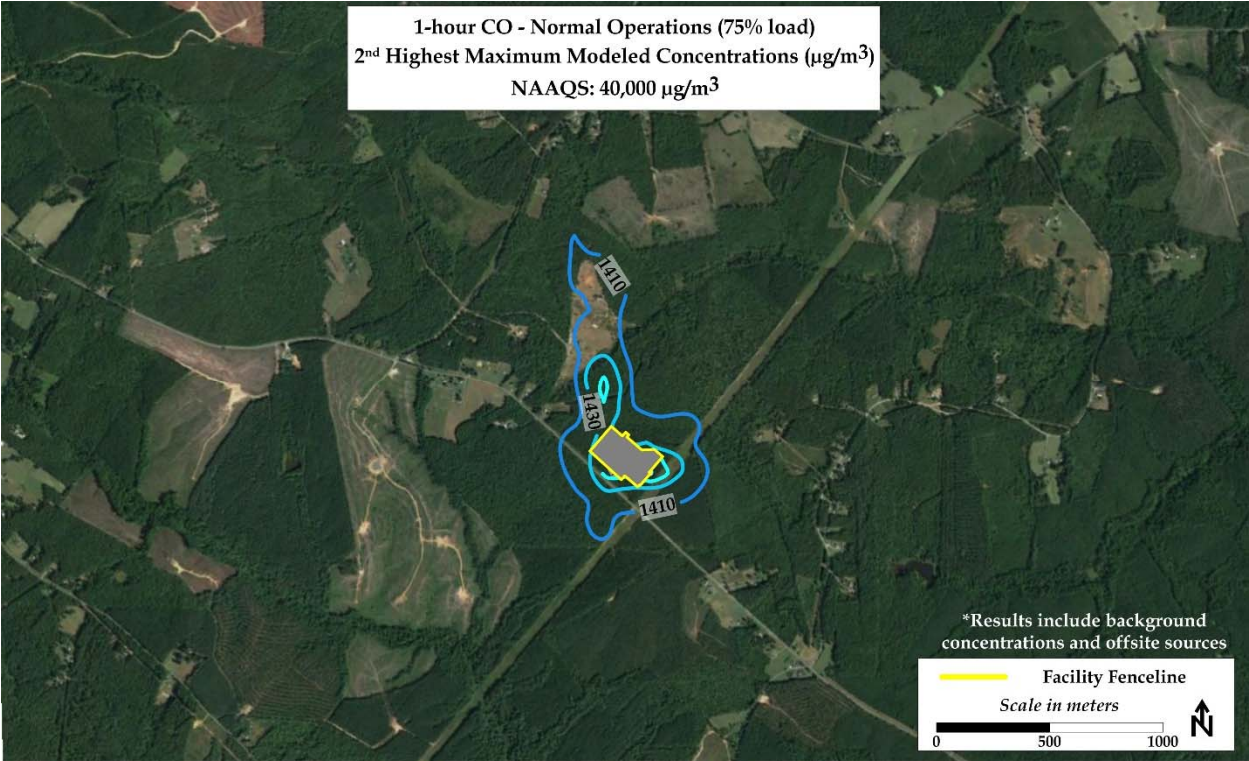 1-hour CO - Normal Operations (75% load)
2nd Highest Maximum Modeled Concentrations (µg/m3)
NAAQS: 40,000 µg/m3
1410
1430
1410
*Results include background
concentrations and offsite sources
Facility Fenceline
Scale in meters
0 500 1000
N